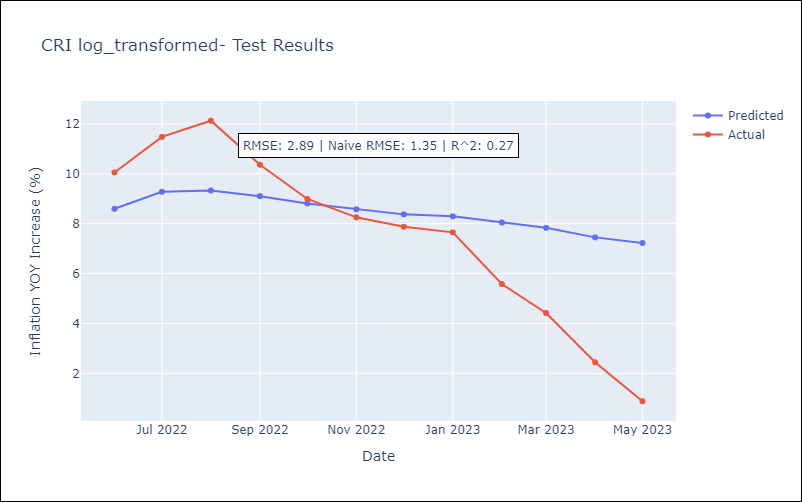 CRI log_transformed- Test Results
Predicted
Actual
RMSE: 2.89 | Naive RMSE: 1.35 | R^2: 0.27
12
10
8
6
4
2
Inflation YOY Increase (%)
Jul 2022
Sep 2022
Nov 2022
Jan 2023
Mar 2023
May 2023
Date